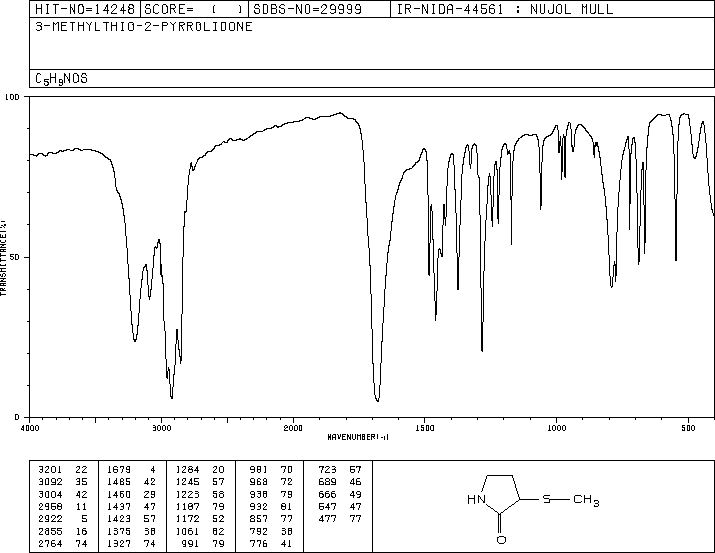 HIT-NO=14248 SCORE= ( ) SDBS-NO=29999 IR-NIDA-44561 : NUJOL MULL
3-METHYLTHIO-2-PYRROLIDONE
C5H9NOS
100
50
0
TRANSMITTANCE(%)
4000 3000 2000 1500 1000 500
WAVENUMBER(-1)
3201 22 1679 4 1284 20 981 70 723 57
3092 35 1485 42 1245 57 968 72 689 46
3004 42 1460 29 1223 58 938 79 666 49
2958 11 1437 47 1187 79 932 81 547 47
2922 5 1423 57 1172 52 857 77 477 77
2855 16 1375 38 1061 62 792 38
2764 74 1327 74 991 79 776 41
HN S CH3
O